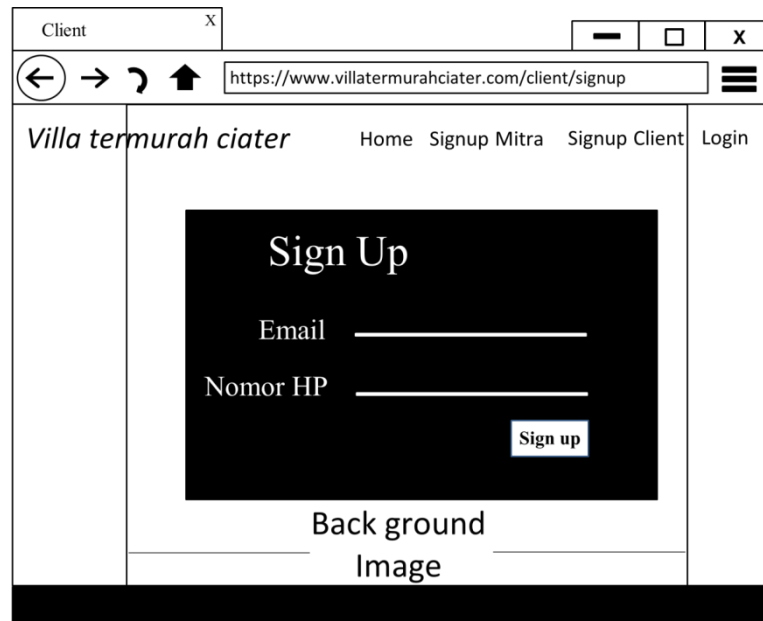 Client X
X
https://www.villatermurahciater.com/client/signup
Villa termurah ciater Home Signup Mitra Signup Client Login
Sign Up
Email
Nomor HP
Sign up
Back ground
Image